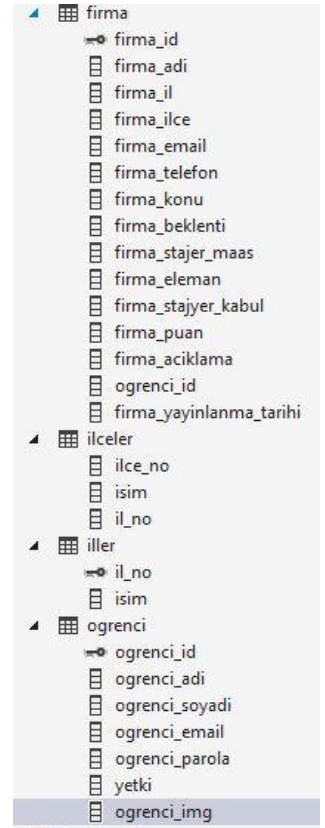 firma
firma_id
firma_adi
firma_il
firma_ilce
firma_email
firma_telefon
firma_konu
firma_beklenti
firma_stajer_maas
firma_eleman
firma_stajyer_kabul
firma_puan
firma_aciklama
ogrenci_id
firma_yayinlanma_tarihi
ilceler
ilce_no
isim
il_no
iller
il_no
isim
ogrenci
ogrenci_id
ogrenci_adi
ogrenci_soyadi
ogrenci_email
ogrenci_parola
yetki
ogrenci_img